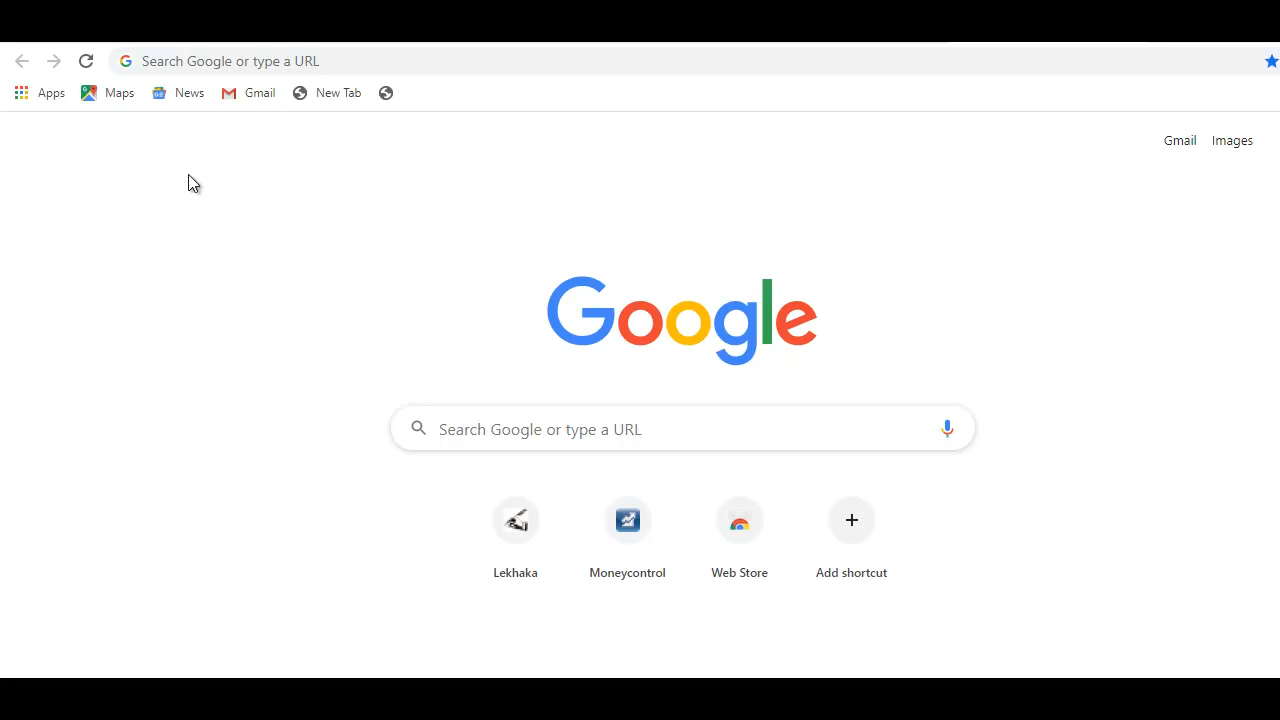 Search Google or type a URL
Apps Maps News Gmail New Tab
Gmail Images
Google
Search Google or type a URL
Lekhaka Moneycontrol Web Store Add shortcut